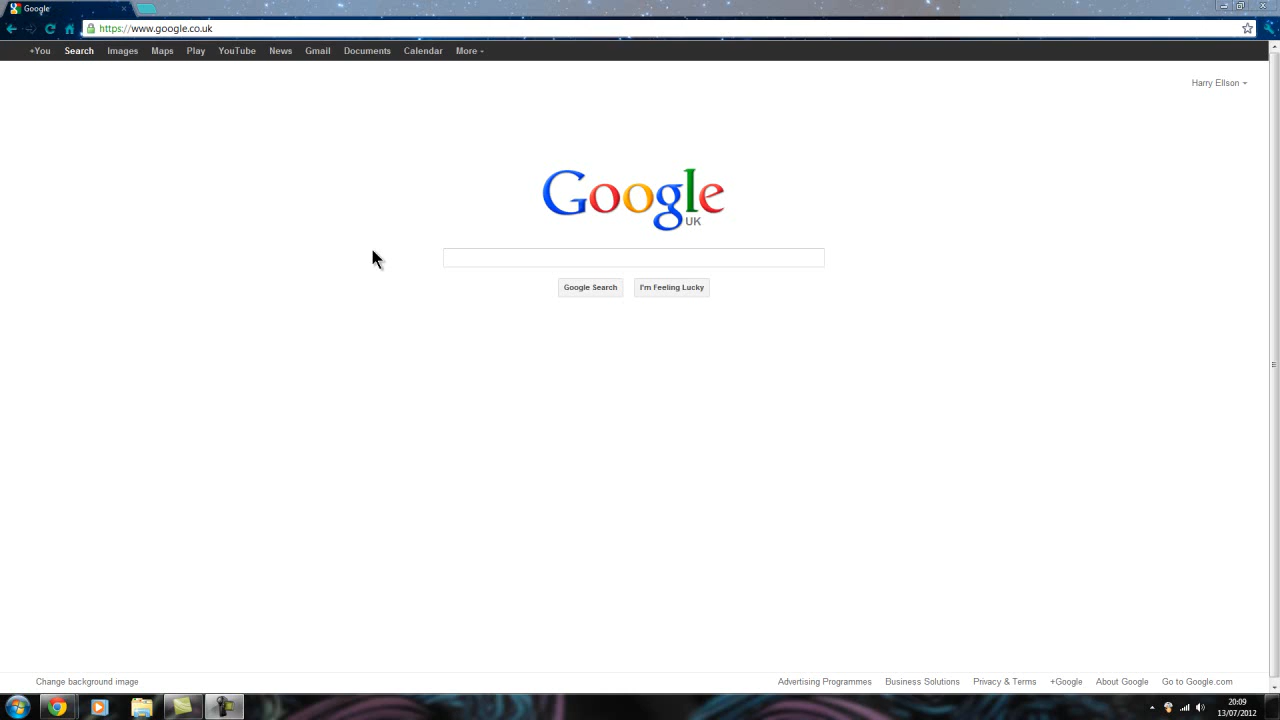 Google
https://www.google.co.uk
+You Search Images Maps Play YouTube News Gmail Documents Calendar More
Harry Ellson
Google
UK
Google Search I'm Feeling Lucky
Change background image Advertising Programmes Business Solutions Privacy & Terms +Google About Google Go to Google.com
20:09
13/07/2012